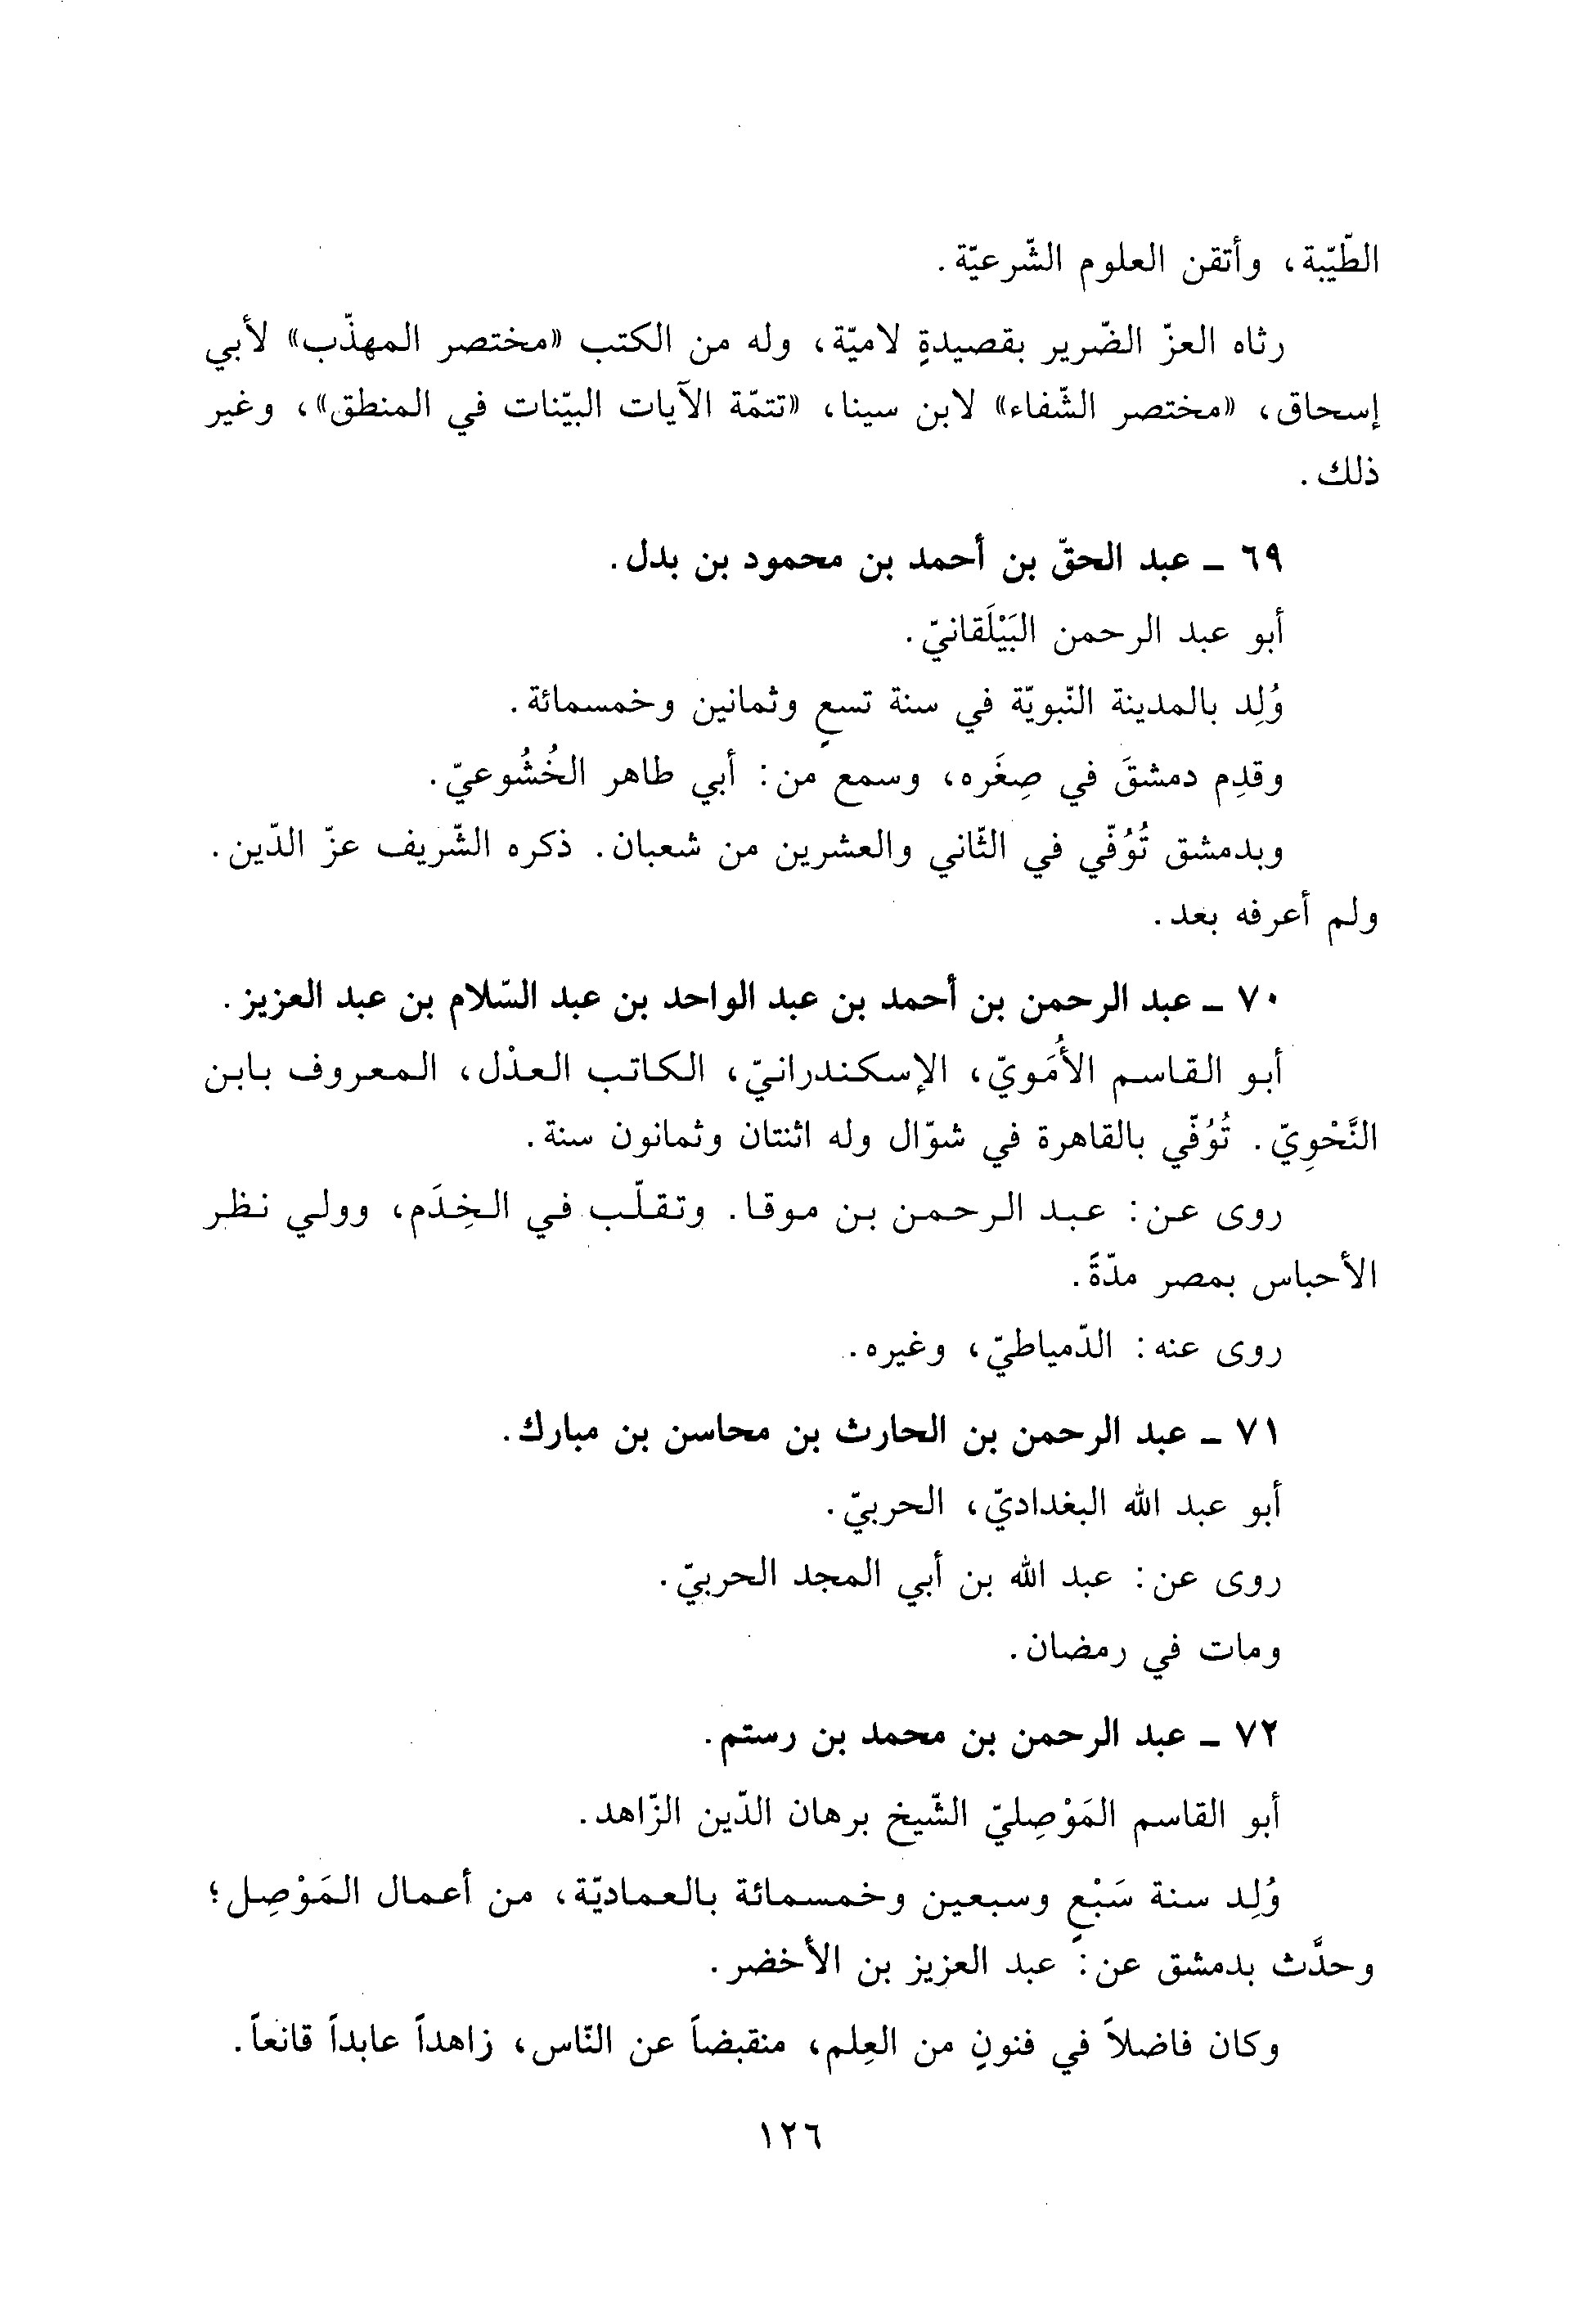 الطّيّبة، وأتقن العلوم الشّرعيّة.
رثاه العزّ الضّرير بقصيدةٍ لاميّة، وله من الكتب «مختصر المهذّب» لأبي
إسحاق، «مختصر الشّفاء» لابن سينا، «تتمّة الآيات البيّنات في المنطق»، وغير
ذلك.
٦٩ ـ عبد الحقّ بن أحمد بن محمود بن بدل.
أبو عبد الرحمن البَيْلَقانيّ.
وُلِد بالمدينة النّبويّة في سنة تسعٍ وثمانين وخمسمائة.
وقدِم دمشقَ في صِغَره، وسمع من: أبي طاهر الخُشُوعيّ.
وبدمشق تُوُفّي في الثّاني والعشرين من شعبان. ذكره الشّريف عزّ الدّين.
ولم أعرفه بعد.
٧٠ ـ عبد الرحمن بن أحمد بن عبد الواحد بن عبد السّلام بن عبد العزيز.
أبو القاسم الأُمَويّ، الإسكندرانيّ، الكاتب العدْل، المعروف بابن
النَّحْوِيّ. تُوُفّي بالقاهرة في شوّال وله اثنتان وثمانون سنة.
روى عن: عبد الرحمن بن موقا. وتقلّب في الخِدَم، وولي نظر
الأحباس بمصر مدّةً.
روى عنه: الدّمياطيّ، وغيره.
٧١ ـ عبد الرحمن بن الحارث بن محاسن بن مبارك.
أبو عبد الله البغداديّ، الحربيّ.
روى عن: عبد الله بن أبي المجد الحربيّ.
ومات في رمضان.
٧٢ ـ عبد الرحمن بن محمد بن رستم.
أبو القاسم المَوْصِليّ الشّيخ برهان الدّين الزّاهد.
وُلِد سنة سَبْعٍ وسبعين وخمسمائة بالعماديّة، من أعمال المَوْصِل؛
وحدَّث بدمشق عن: عبد العزيز بن الأخضر.
وكان فاضلاً في فنونٍ من العِلم، منقبضاً عن النّاس، زاهداً عابداً قانعاً.
١٢٦